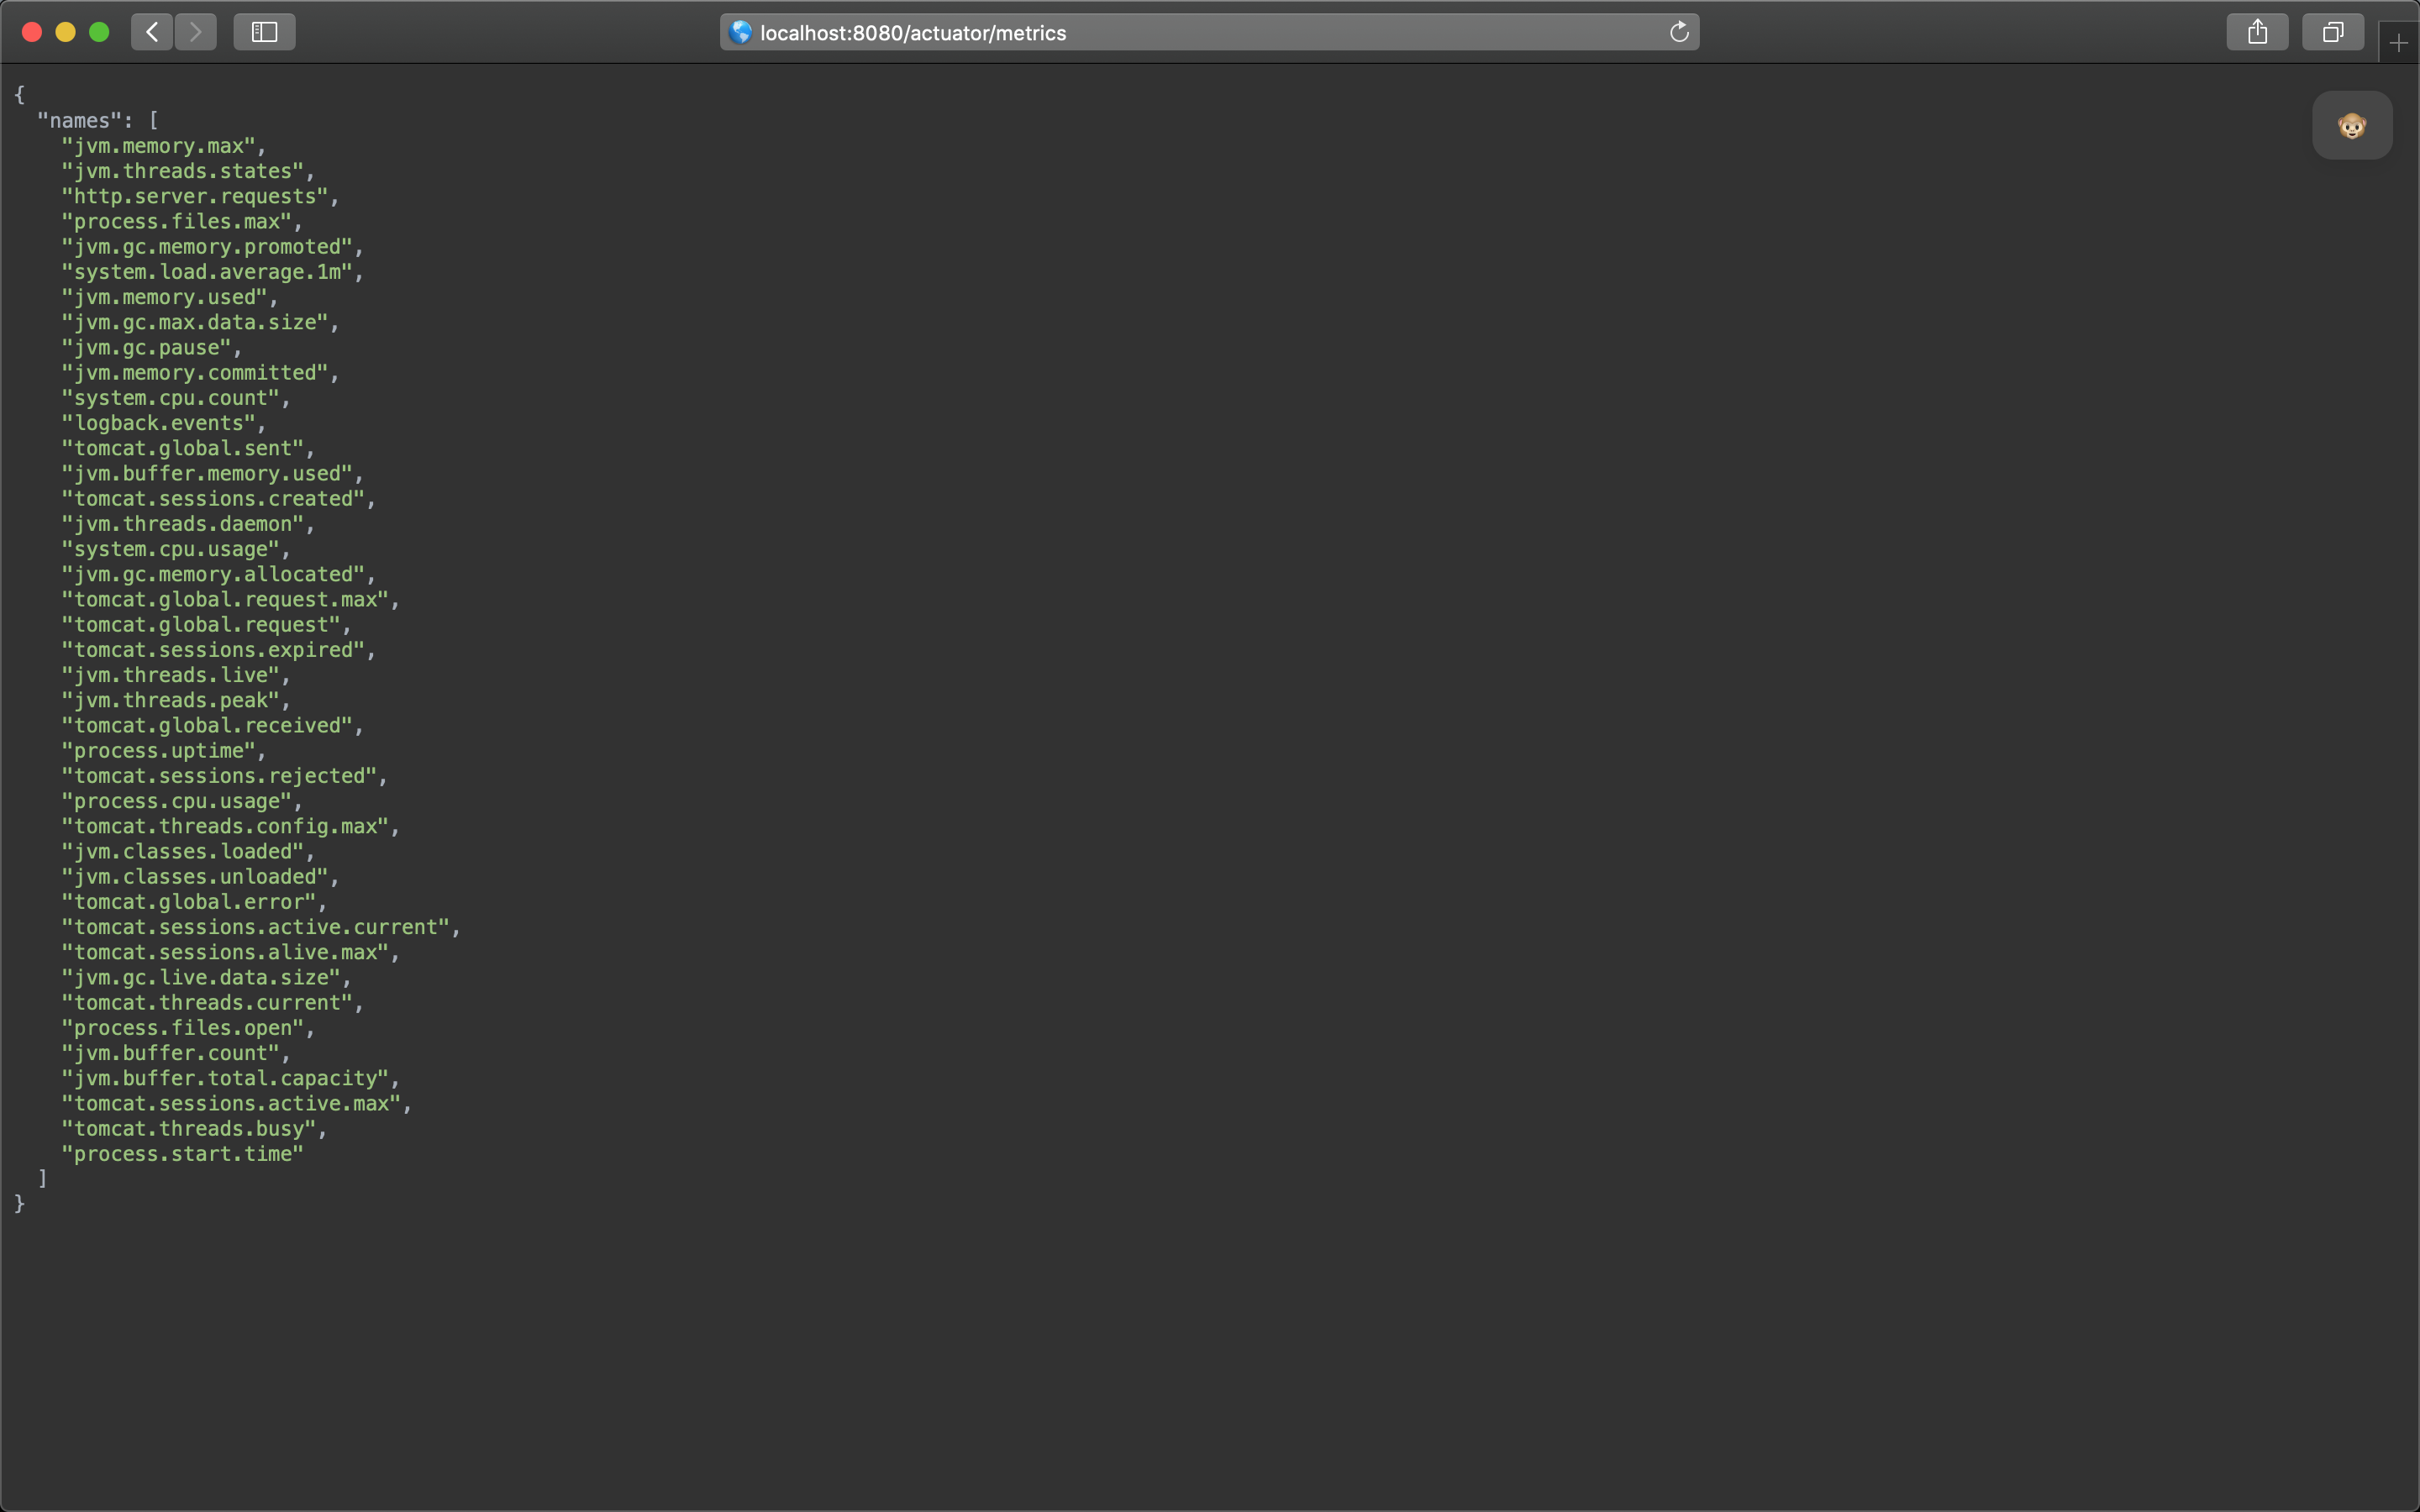 localhost:8080/actuator/metrics
{
  "names": [
    "jvm.memory.max",
    "jvm.threads.states",
    "http.server.requests",
    "process.files.max",
    "jvm.gc.memory.promoted",
    "system.load.average.1m",
    "jvm.memory.used",
    "jvm.gc.max.data.size",
    "jvm.gc.pause",
    "jvm.memory.committed",
    "system.cpu.count",
    "logback.events",
    "tomcat.global.sent",
    "jvm.buffer.memory.used",
    "tomcat.sessions.created",
    "jvm.threads.daemon",
    "system.cpu.usage",
    "jvm.gc.memory.allocated",
    "tomcat.global.request.max",
    "tomcat.global.request",
    "tomcat.sessions.expired",
    "jvm.threads.live",
    "jvm.threads.peak",
    "tomcat.global.received",
    "process.uptime",
    "tomcat.sessions.rejected",
    "process.cpu.usage",
    "tomcat.threads.config.max",
    "jvm.classes.loaded",
    "jvm.classes.unloaded",
    "tomcat.global.error",
    "tomcat.sessions.active.current",
    "tomcat.sessions.alive.max",
    "jvm.gc.live.data.size",
    "tomcat.threads.current",
    "process.files.open",
    "jvm.buffer.count",
    "jvm.buffer.total.capacity",
    "tomcat.sessions.active.max",
    "tomcat.threads.busy",
    "process.start.time"
  ]
}